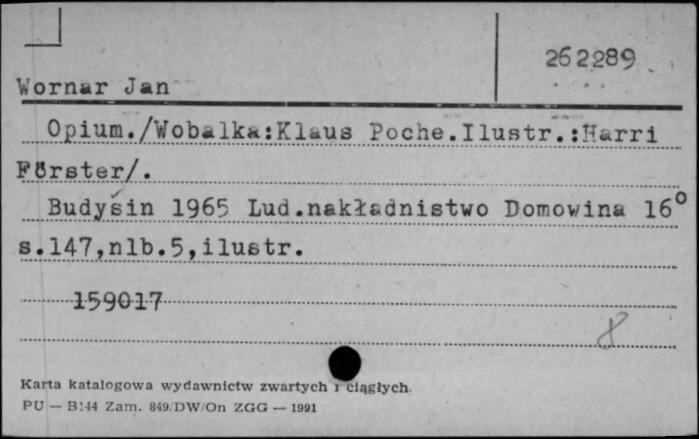 262289
Wornar Jan
Opium./Wobalka:Klaus Poche.Ilustr.:Harri
Förster/.
Budyšin 1965 Lud.nakładnistwo Domowina 16°
s.147,nlb.5,ilustr.
159017
8
Karta katalogowa wydawnictw zwartych i ciągłych.
PU — B144 Zam. 849/DW/On ZGG — 1991